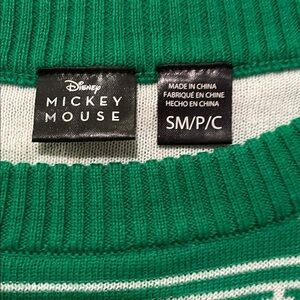 Disney
MICKEY
MOUSE
MADE IN CHINA
FABRIQUÉ EN CHINE
HECHO EN CHINA
SM/P/C